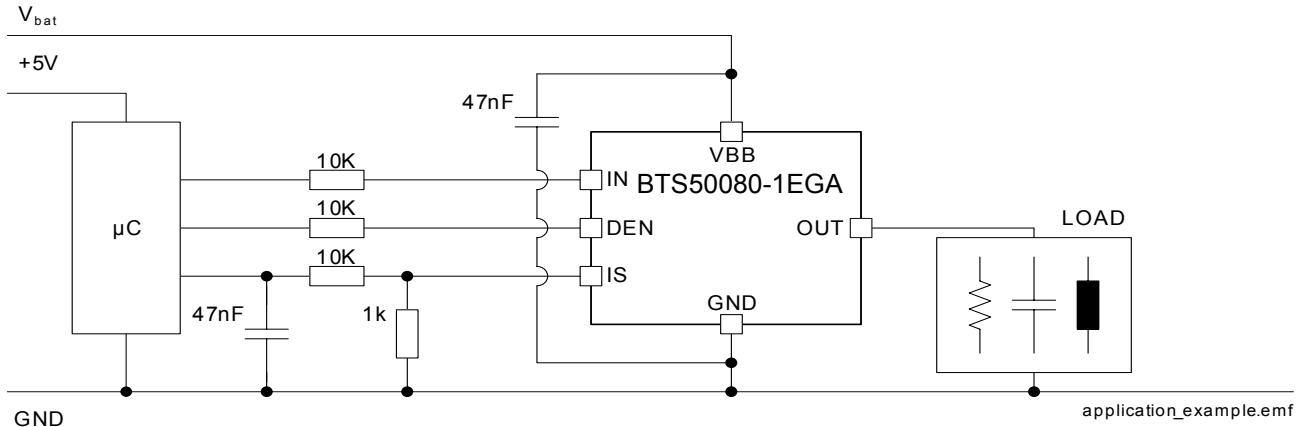 Vbat
+5V
47nF
VBB
10K
IN
BTS50080-1EGA
10K
µC
DEN
OUT
LOAD
10K
IS
47nF
1k
GND
GND
application_example.emf